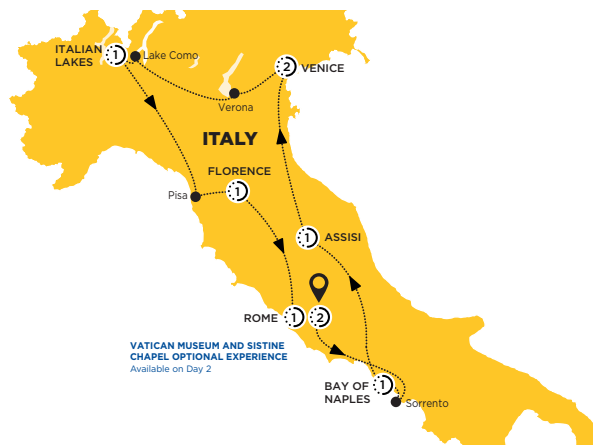 ITALIAN
LAKES
1
Lake Como
2
VENICE
Verona
ITALY
FLORENCE
Pisa
1
1
ASSISI
ROME
1
2
VATICAN MUSEUM AND SISTINE
CHAPEL OPTIONAL EXPERIENCE
Available on Day 2
BAY OF
NAPLES
1
Sorrento